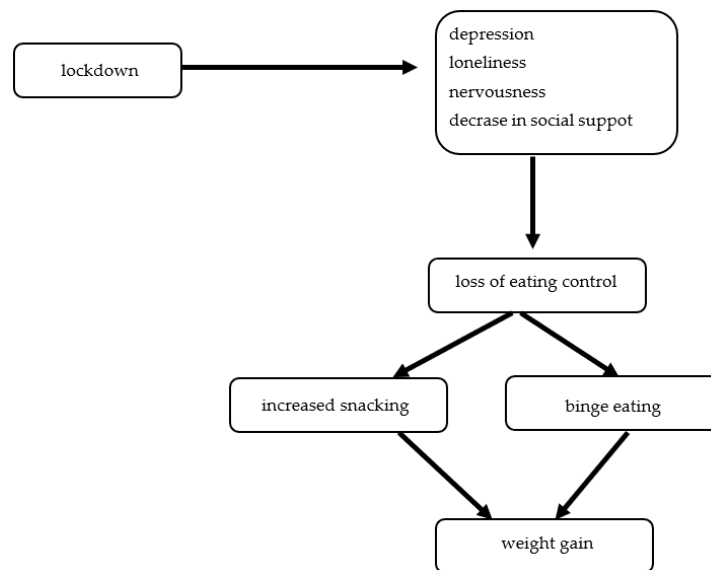 lockdown
depression
loneliness
nervousness
decrase in social suppot
loss of eating control
increased snacking
binge eating
weight gain